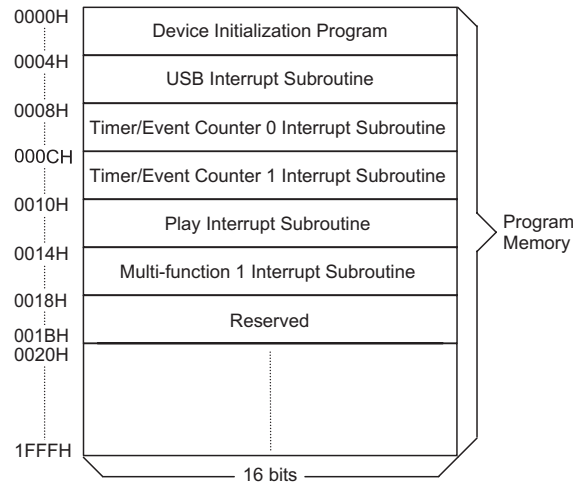 0000H
Device Initialization Program
0004H
USB Interrupt Subroutine
0008H
Timer/Event Counter 0 Interrupt Subroutine
000CH
Timer/Event Counter 1 Interrupt Subroutine
0010H
Play Interrupt Subroutine
0014H
Multi-function 1 Interrupt Subroutine
0018H
Reserved
001BH
0020H
1FFFH
16 bits
Program
Memory